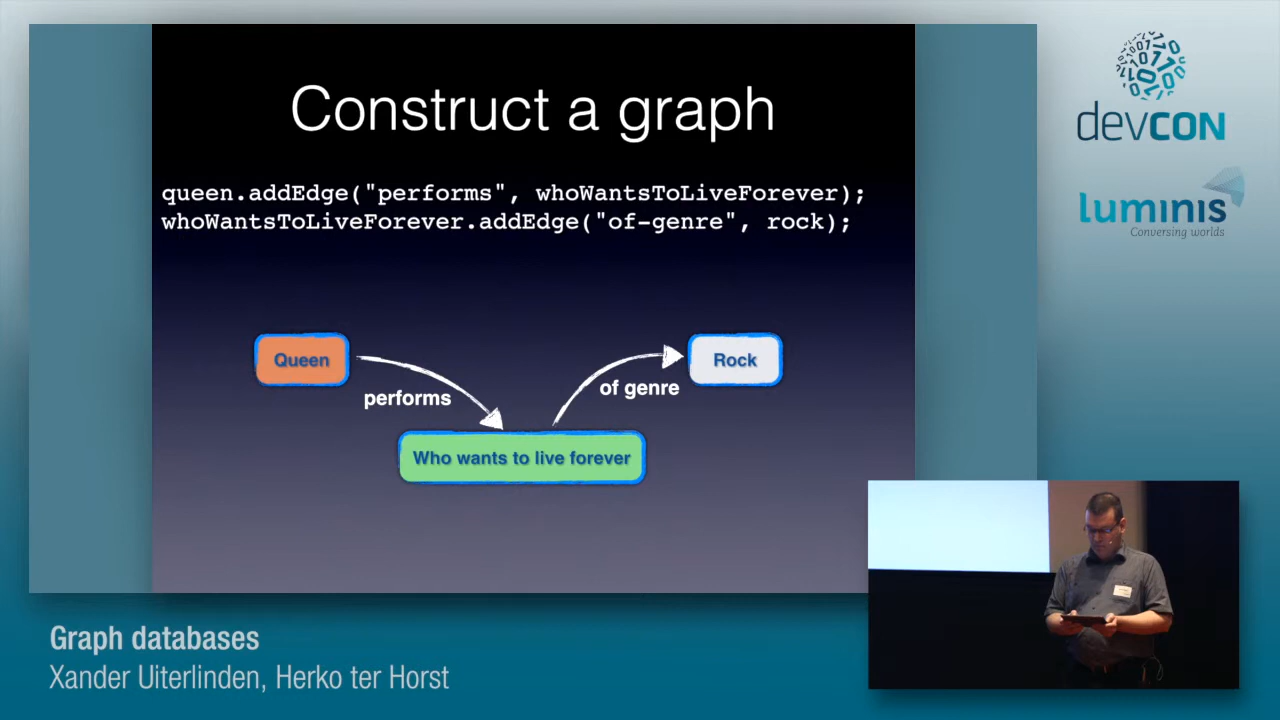 Construct a graph
queen.addEdge("performs", whoWantsToLiveForever);
whoWantsToLiveForever.addEdge("of-genre", rock);
Queen
Rock
performs
of genre
Who wants to live forever
devcon
luminis
Conversing worlds
Graph databases
Xander Uiterlinden, Herko ter Horst